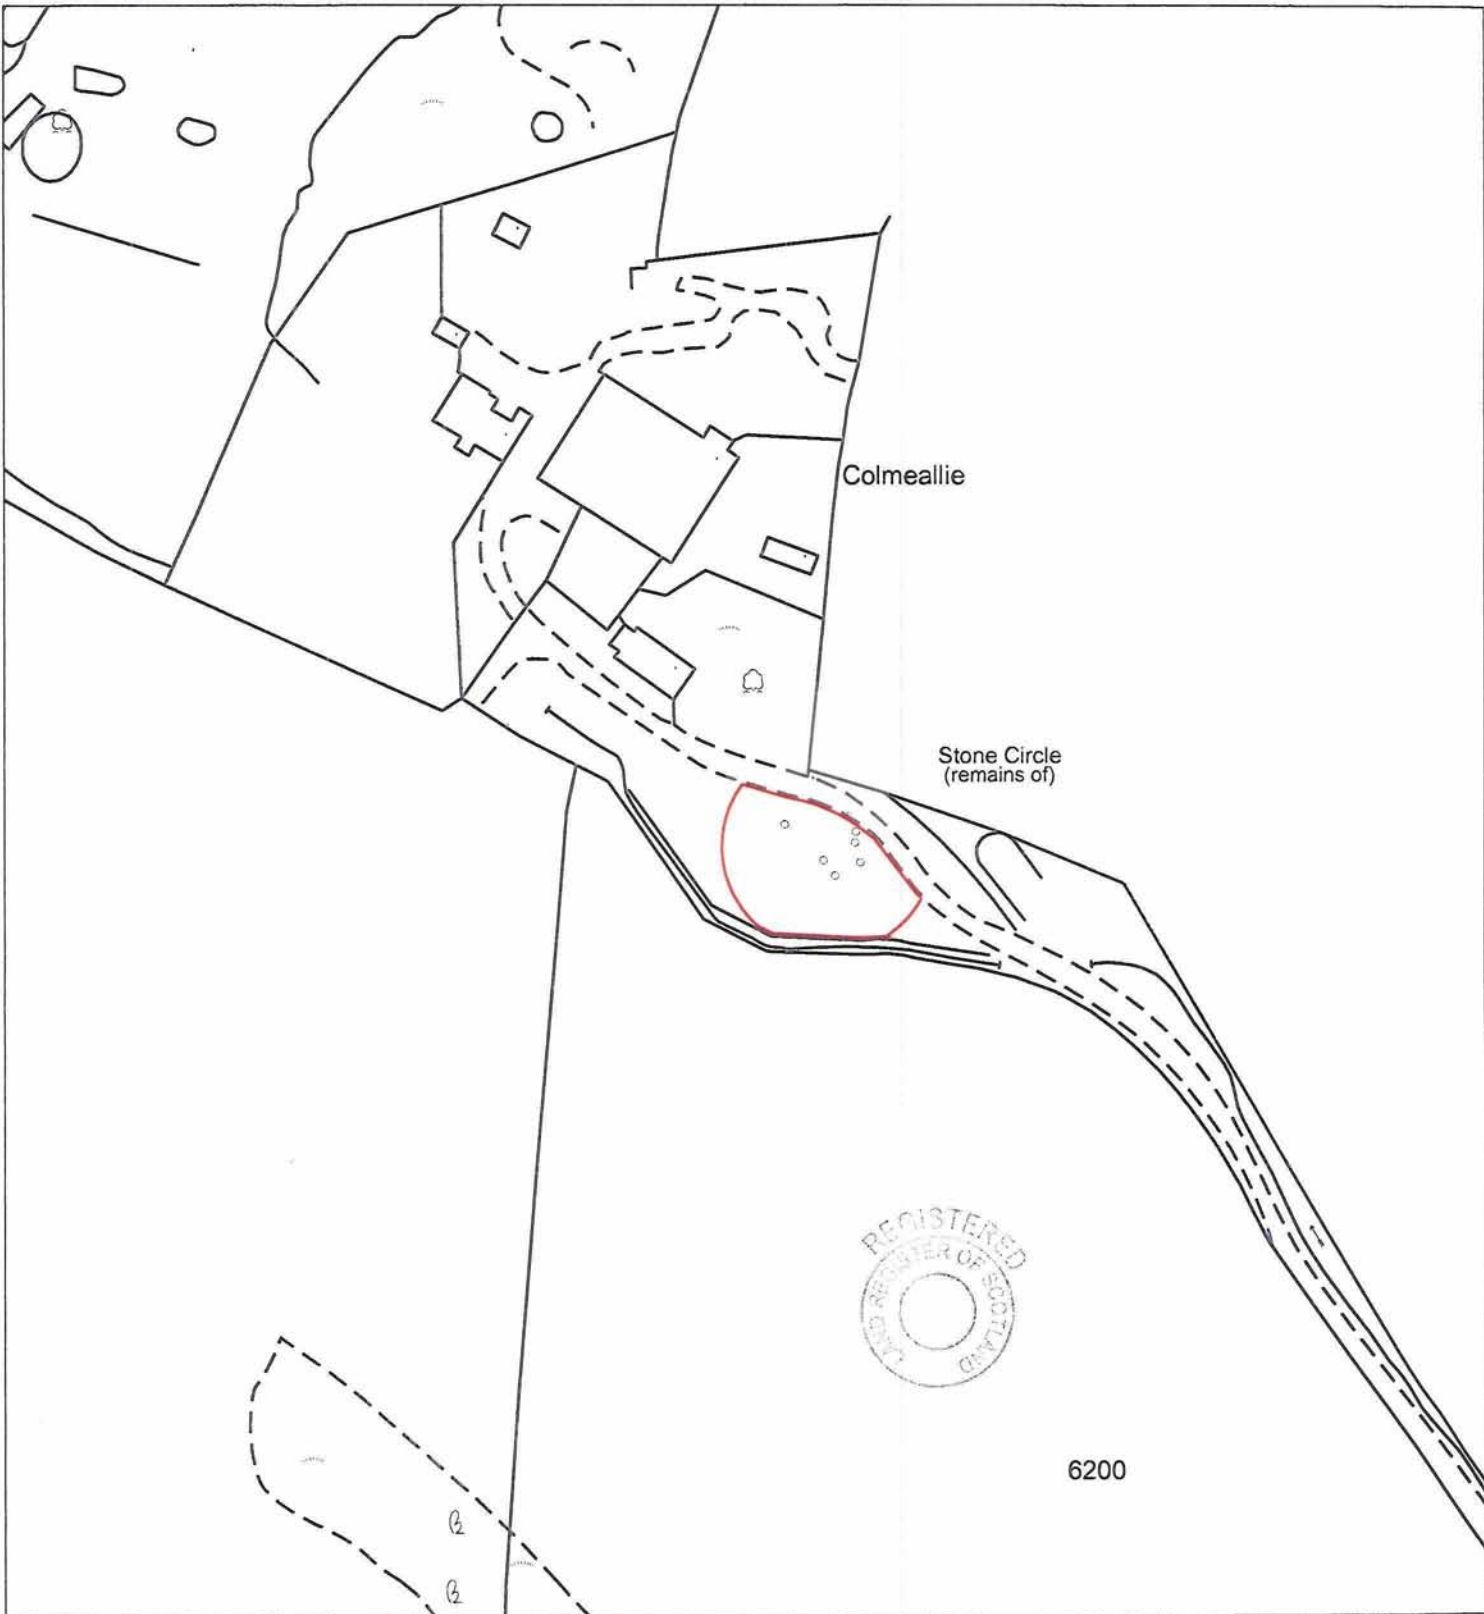 Colmeallie
Stone Circle
(remains of)
REGISTERED
LAND REGISTER OF SCOTLAND
6200